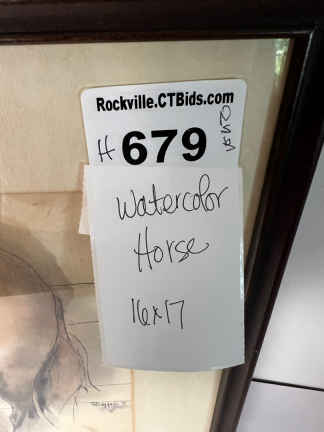 Rockville.CTBids.com
H 679
Watercolor
Horse
16x17